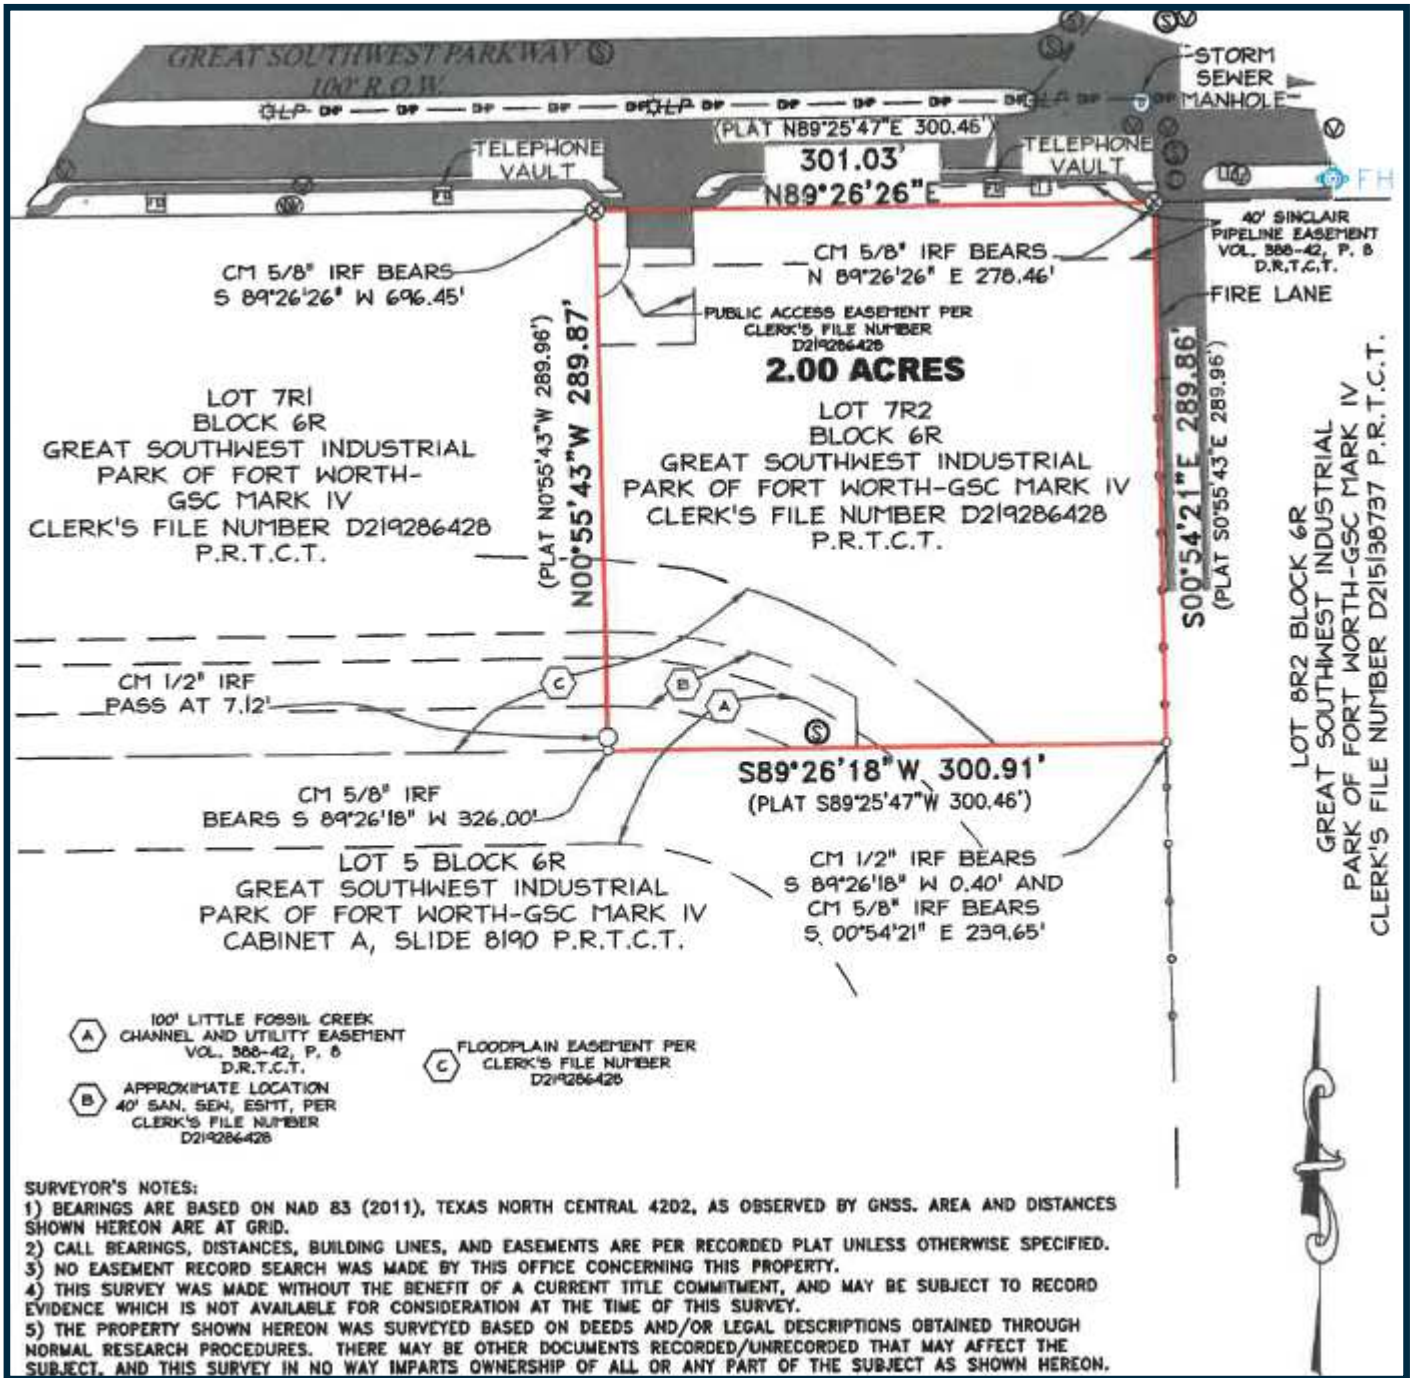 GREAT SOUTHWEST PARKWAY Ⓢ
100' R.O.W.
STORM
SEWER
MANHOLE
LP OHP OHP OHP OHP LP OHP OHP OHP OHP LP OHP
(PLAT N89°25'47"E 300.46')
301.03'
N89°26'26"E
TELEPHONE
VAULT
TELEPHONE
VAULT
FH
40' SINCLAIR
PIPELINE EASEMENT
VOL. 388-42, P. 8
D.R.T.C.T.
FIRE LANE
CM 5/8" IRF BEARS
S 89°26'26" W 696.45'
CM 5/8" IRF BEARS
N 89°26'26" E 278.46'
PUBLIC ACCESS EASEMENT PER
CLERK'S FILE NUMBER
D219286428
2.00 ACRES
(PLAT N0°55'43"W 289.96')
N00°55'43"W 289.87'
S00°54'21"E 289.86'
(PLAT S0°55'43"E 289.96')
LOT 7R1
BLOCK 6R
GREAT SOUTHWEST INDUSTRIAL
PARK OF FORT WORTH-
GSC MARK IV
CLERK'S FILE NUMBER D219286428
P.R.T.C.T.
LOT 7R2
BLOCK 6R
GREAT SOUTHWEST INDUSTRIAL
PARK OF FORT WORTH-GSC MARK IV
CLERK'S FILE NUMBER D219286428
P.R.T.C.T.
LOT 8R2 BLOCK 6R
GREAT SOUTHWEST INDUSTRIAL
PARK OF FORT WORTH-GSC MARK IV
CLERK'S FILE NUMBER D215138737 P.R.T.C.T.
CM 1/2" IRF
PASS AT 7.12'
C
B
A
S
S89°26'18"W 300.91'
(PLAT S89°25'47"W 300.46')
CM 5/8" IRF
BEARS S 89°26'18" W 326.00'
CM 1/2" IRF BEARS
S 89°26'18" W 0.40' AND
CM 5/8" IRF BEARS
S 00°54'21" E 239.65'
LOT 5 BLOCK 6R
GREAT SOUTHWEST INDUSTRIAL
PARK OF FORT WORTH-GSC MARK IV
CABINET A, SLIDE 8190 P.R.T.C.T.
A
100' LITTLE FOSSIL CREEK
CHANNEL AND UTILITY EASEMENT
VOL. 388-42, P. 8
D.R.T.C.T.
B
APPROXIMATE LOCATION
40' SAN. SEW, ESMT, PER
CLERK'S FILE NUMBER
D219286428
C
FLOODPLAIN EASEMENT PER
CLERK'S FILE NUMBER
D219286428
SURVEYOR'S NOTES:
1) BEARINGS ARE BASED ON NAD 83 (2011), TEXAS NORTH CENTRAL 4202, AS OBSERVED BY GNSS. AREA AND DISTANCES
SHOWN HEREON ARE AT GRID.
2) CALL BEARINGS, DISTANCES, BUILDING LINES, AND EASEMENTS ARE PER RECORDED PLAT UNLESS OTHERWISE SPECIFIED.
3) NO EASEMENT RECORD SEARCH WAS MADE BY THIS OFFICE CONCERNING THIS PROPERTY.
4) THIS SURVEY WAS MADE WITHOUT THE BENEFIT OF A CURRENT TITLE COMMITMENT, AND MAY BE SUBJECT TO RECORD
EVIDENCE WHICH IS NOT AVAILABLE FOR CONSIDERATION AT THE TIME OF THIS SURVEY.
5) THE PROPERTY SHOWN HEREON WAS SURVEYED BASED ON DEEDS AND/OR LEGAL DESCRIPTIONS OBTAINED THROUGH
NORMAL RESEARCH PROCEDURES. THERE MAY BE OTHER DOCUMENTS RECORDED/UNRECORDED THAT MAY AFFECT THE
SUBJECT, AND THIS SURVEY IN NO WAY IMPARTS OWNERSHIP OF ALL OR ANY PART OF THE SUBJECT AS SHOWN HEREON.